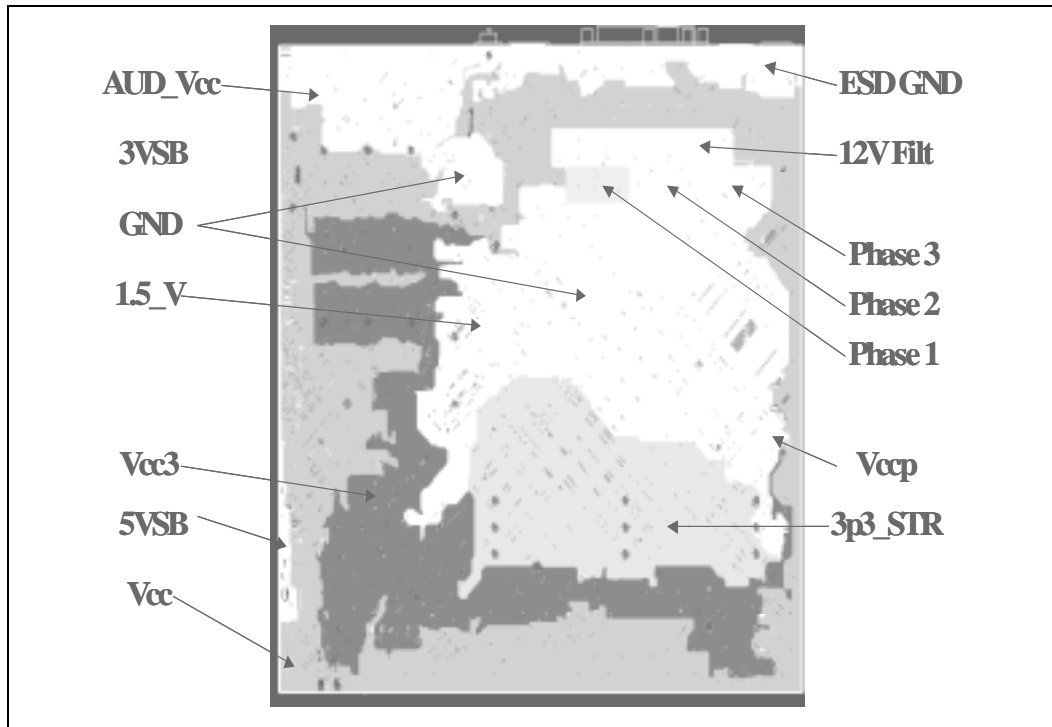 AUD_Vcc
3VSB
GND
1.5_V
Vcc3
5VSB
Vcc
ESD GND
12V Filt
Phase 3
Phase 2
Phase 1
Vccp
3p3_STR